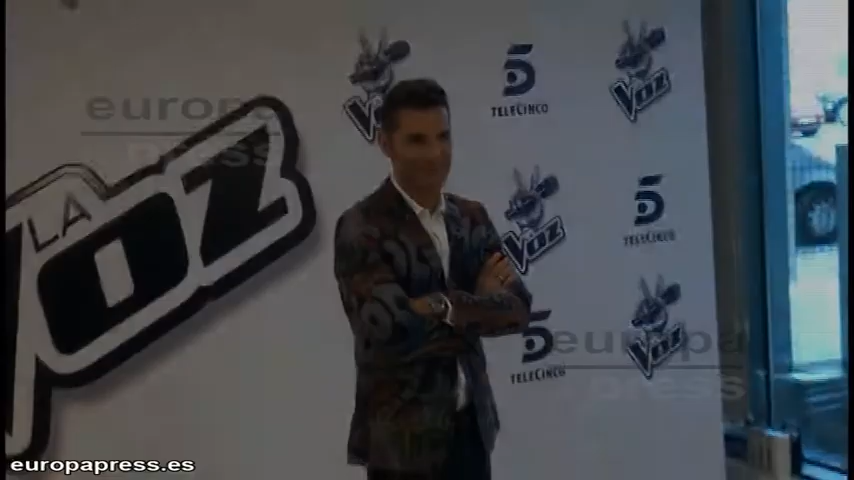 LA
VOZ
VOZ
TELECINCO
VOZ
europa
press
VOZ
TELECINCO
TELECINCO
VOZ
europa
press
europapress.es